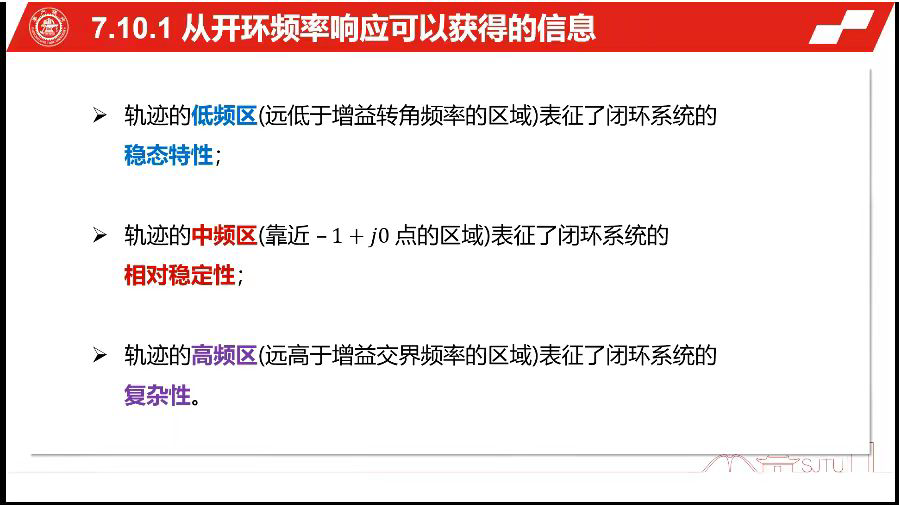 7.10.1 从开环频率响应可以获得的信息
➢ 轨迹的低频区(远低于增益转角频率的区域)表征了闭环系统的
稳态特性；
➢ 轨迹的中频区(靠近 – 1 + j0 点的区域)表征了闭环系统的
相对稳定性；
➢ 轨迹的高频区(远高于增益交界频率的区域)表征了闭环系统的
复杂性。
SJTU